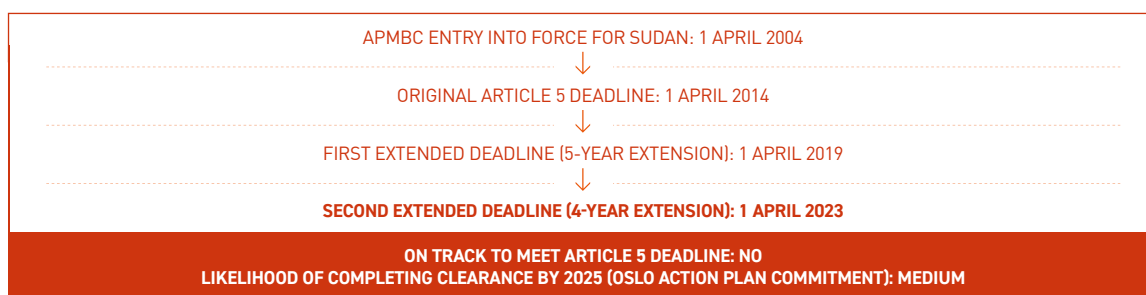 APMBC ENTRY INTO FORCE FOR SUDAN: 1 APRIL 2004
ORIGINAL ARTICLE 5 DEADLINE: 1 APRIL 2014
FIRST EXTENDED DEADLINE (5-YEAR EXTENSION): 1 APRIL 2019
SECOND EXTENDED DEADLINE (4-YEAR EXTENSION): 1 APRIL 2023
ON TRACK TO MEET ARTICLE 5 DEADLINE: NO
LIKELIHOOD OF COMPLETING CLEARANCE BY 2025 (OSLO ACTION PLAN COMMITMENT): MEDIUM